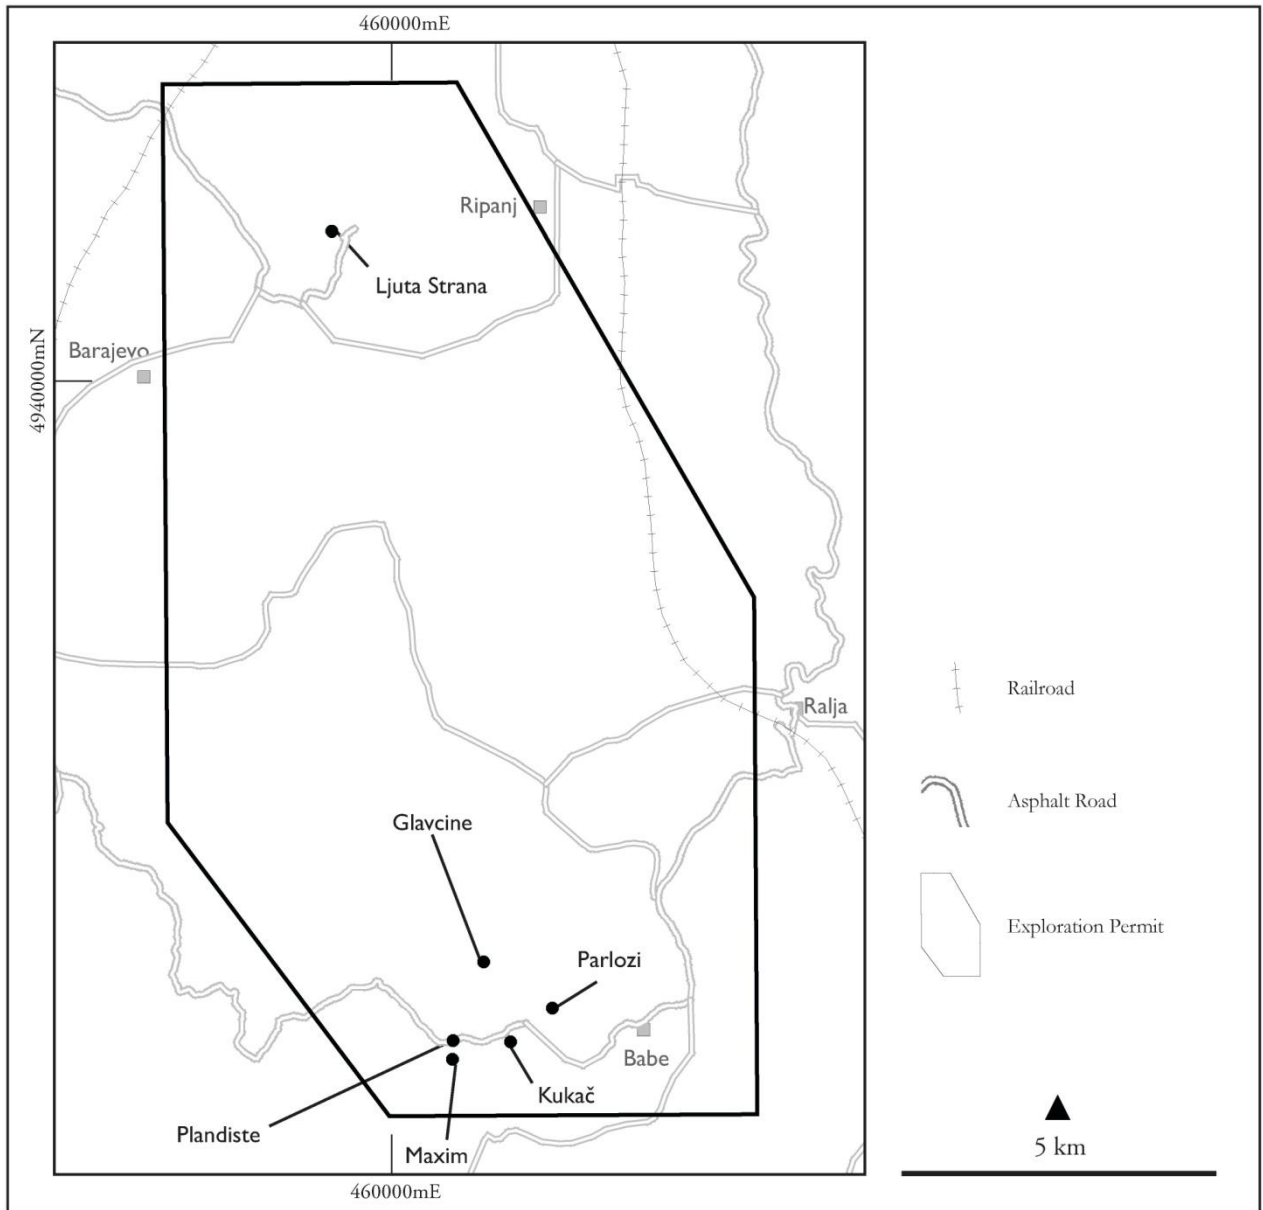 460000mE
Ripanj
Ljuta Strana
Barajevo
4940000mN
Ralja
Railroad
Asphalt Road
Glavcine
Exploration Permit
Parlozi
Babe
Kukač
Plandiste
Maxim
5 km
460000mE